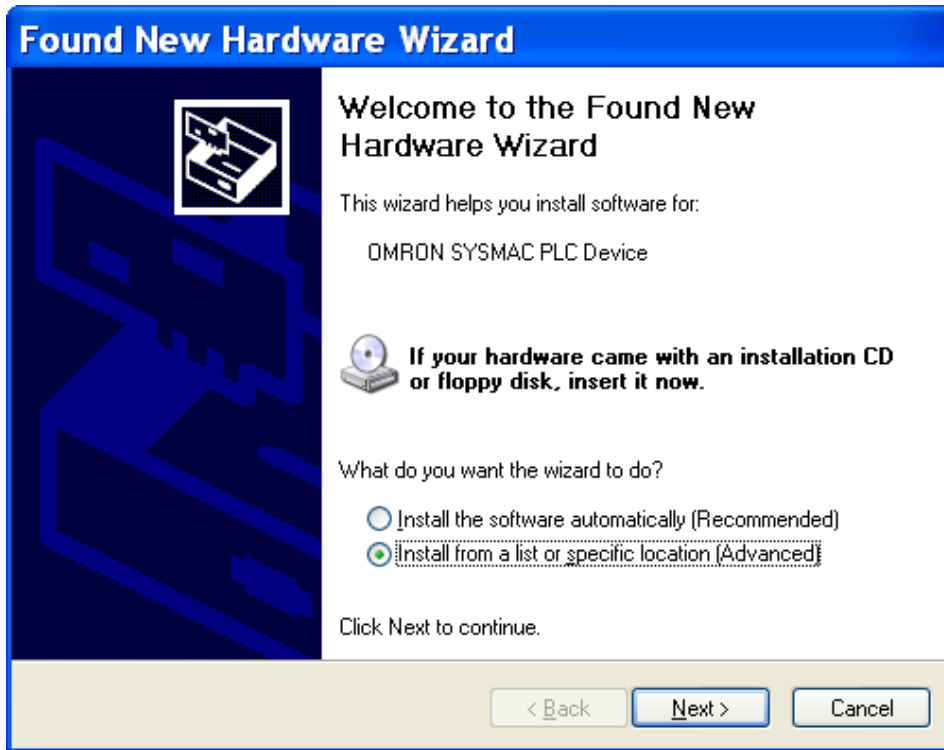 Found New Hardware Wizard
Welcome to the Found New
Hardware Wizard
This wizard helps you install software for:
OMRON SYSMAC PLC Device
If your hardware came with an installation CD
or floppy disk, insert it now.
What do you want the wizard to do?
Install the software automatically (Recommended)
Install from a list or specific location (Advanced)
Click Next to continue.
< Back Next > Cancel